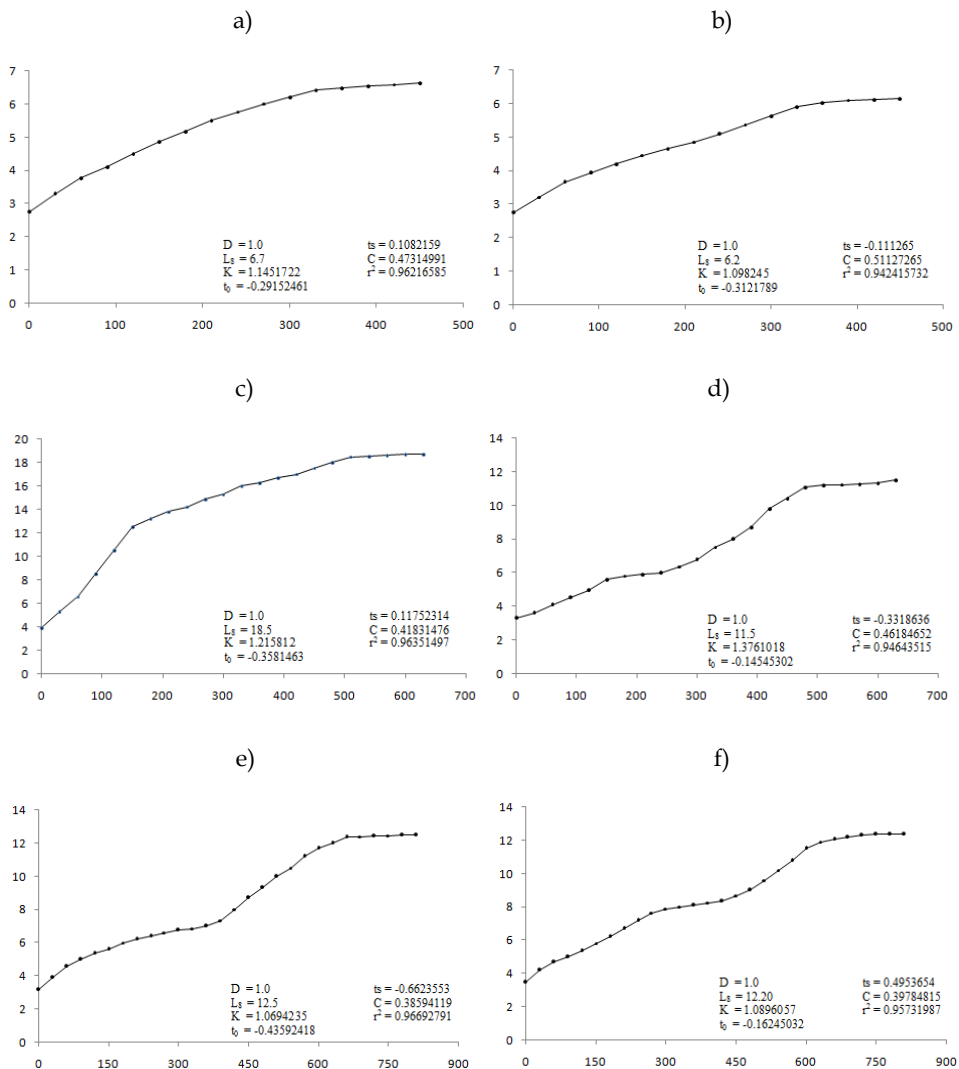 a)
7
6
5
4
3
2
1
0
0 100 200 300 400 500
D = 1.0 ts = 0.1082159
L₈ = 6.7 C = 0.47314991
K = 1.1451722 r² = 0.96216585
t₀ = -0.29152461
b)
7
6
5
4
3
2
1
0
0 100 200 300 400 500
D = 1.0 ts = -0.111265
L₈ = 6.2 C = 0.51127265
K = 1.098245 r² = 0.942415732
t₀ = -0.3121789
c)
20
18
16
14
12
10
8
6
4
2
0
0 100 200 300 400 500 600 700
D = 1.0 ts = 0.11752314
L₈ = 18.5 C = 0.41831476
K = 1.215812 r² = 0.96351497
t₀ = -0.3581463
d)
14
12
10
8
6
4
2
0
0 100 200 300 400 500 600 700
D = 1.0 ts = -0.3318636
L₈ = 11.5 C = 0.46184652
K = 1.3761018 r² = 0.94643515
t₀ = -0.14545302
e)
14
12
10
8
6
4
2
0
0 150 300 450 600 750 900
D = 1.0 ts = -0.6623553
L₈ = 12.5 C = 0.38594119
K = 1.0694235 r² = 0.96692791
t₀ = -0.43592418
f)
14
12
10
8
6
4
2
0
0 150 300 450 600 750 900
D = 1.0 ts = 0.4953654
L₈ = 12.20 C = 0.39784815
K = 1.0896057 r² = 0.95731987
t₀ = -0.16245032